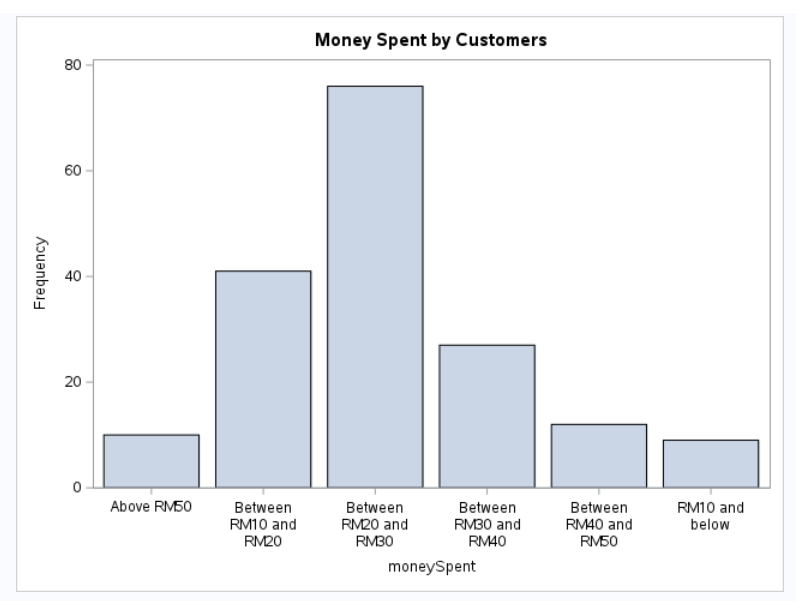 Money Spent by Customers
80
60
40
20
0
Frequency
Above RM50
Between
RM10 and
RM20
Between
RM20 and
RM30
Between
RM30 and
RM40
Between
RM40 and
RM50
RM10 and
below
moneySpent